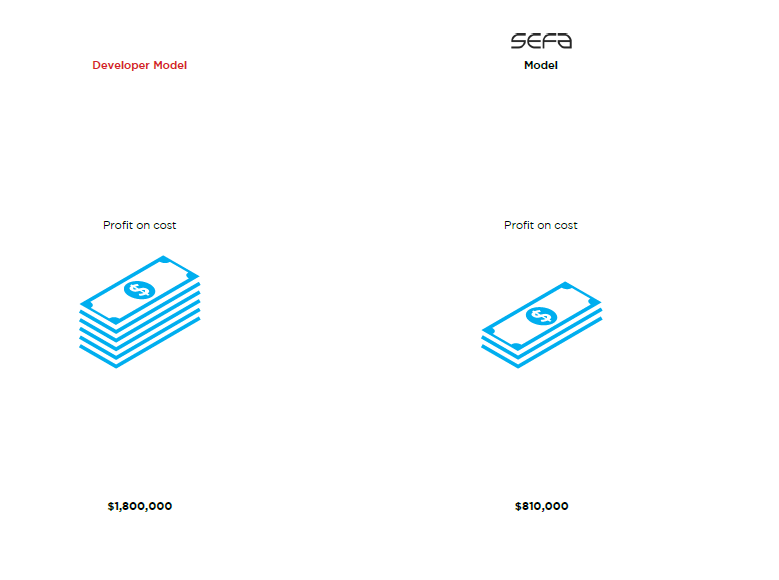 SEFA
Developer Model
Model
Profit on cost
Profit on cost
$1,800,000
$810,000